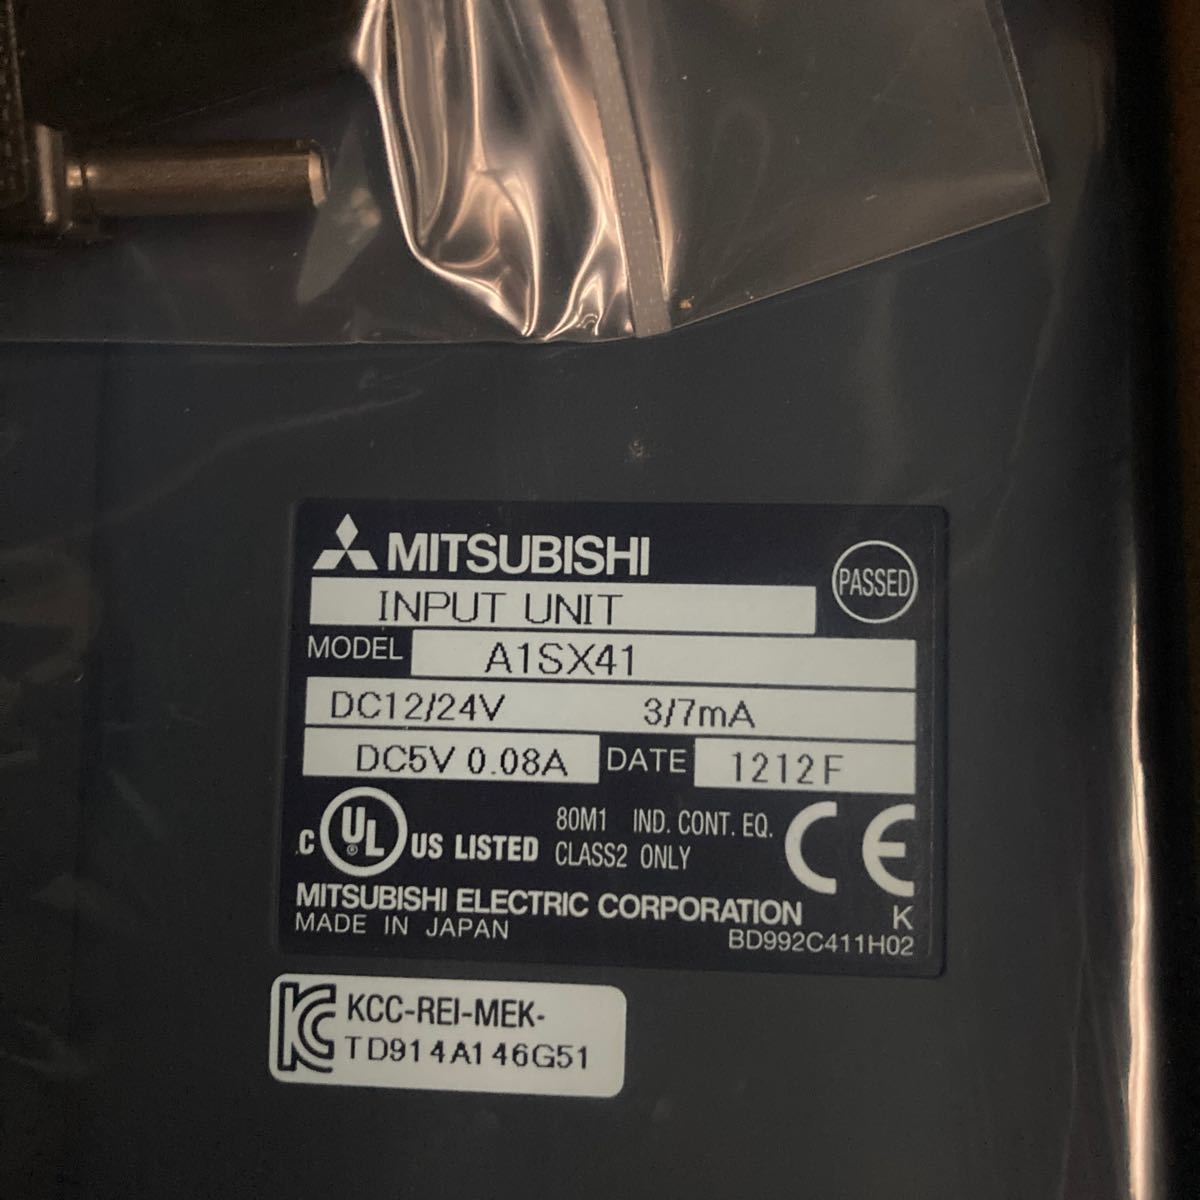 MITSUBISHI
PASSED
INPUT UNIT
MODEL A1SX41
DC12/24V 3/7mA
DC5V 0.08A DATE 1212F
C UL ® US LISTED 80M1 IND. CONT. EQ.
CLASS2 ONLY
CE
MITSUBISHI ELECTRIC CORPORATION K
MADE IN JAPAN BD992C411H02
KC KCC-REI-MEK-
TD914A146G51